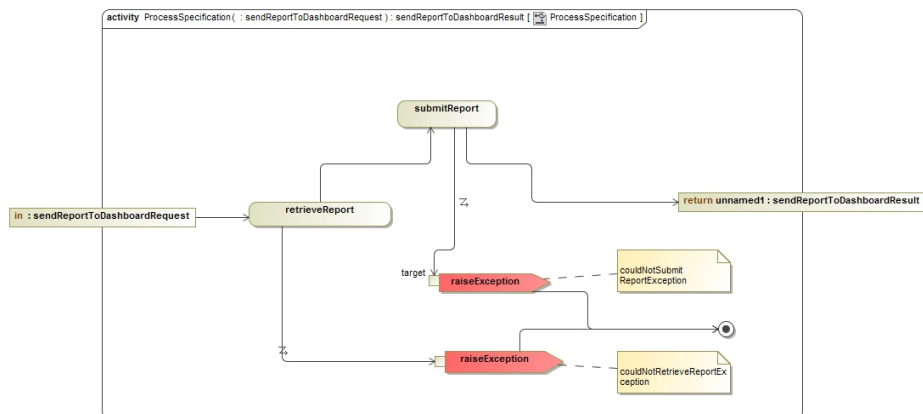 activity ProcessSpecification( : sendReportToDashboardRequest ) : sendReportToDashboardResult [ ProcessSpecification ]
submitReport
in : sendReportToDashboardRequest
retrieveReport
return unnamed1 : sendReportToDashboardResult
target
raiseException
couldNotSubmit
ReportException
raiseException
couldNotRetrieveReportEx
ception